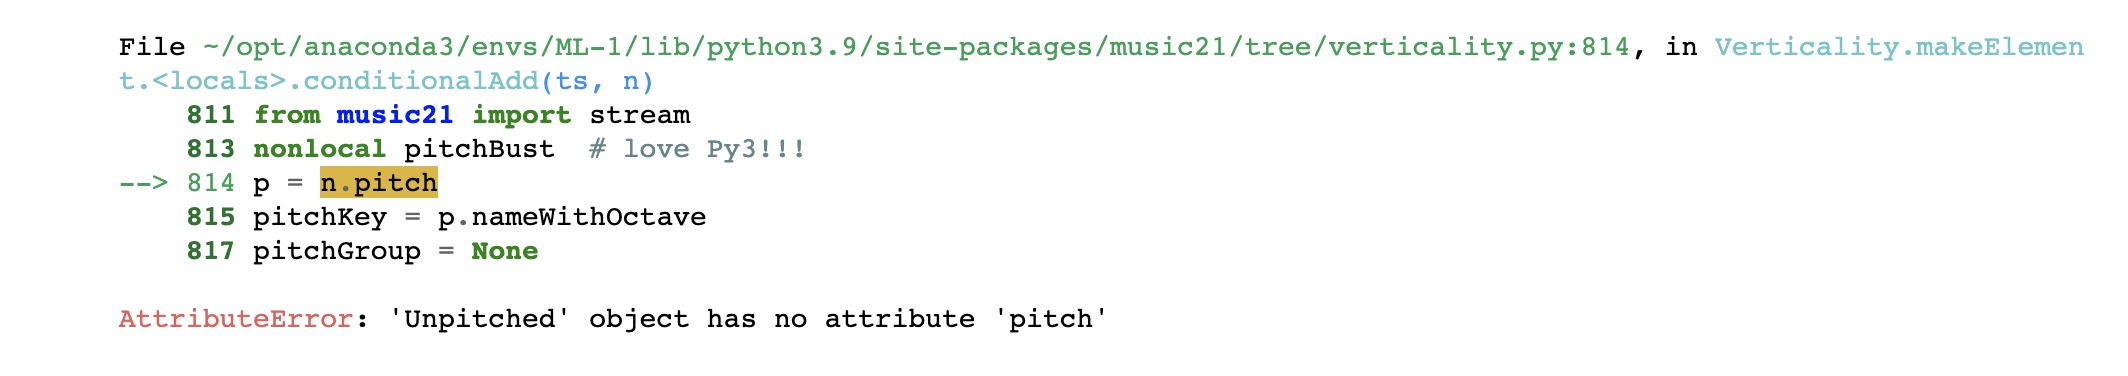 File ~/opt/anaconda3/envs/ML-1/lib/python3.9/site-packages/music21/tree/verticality.py:814, in Verticality.makeElemen
t.<locals>.conditionalAdd(ts, n)
811 from music21 import stream
813 nonlocal pitchBust  # love Py3!!!
--> 814 p = n.pitch
815 pitchKey = p.nameWithOctave
817 pitchGroup = None
AttributeError: 'Unpitched' object has no attribute 'pitch'